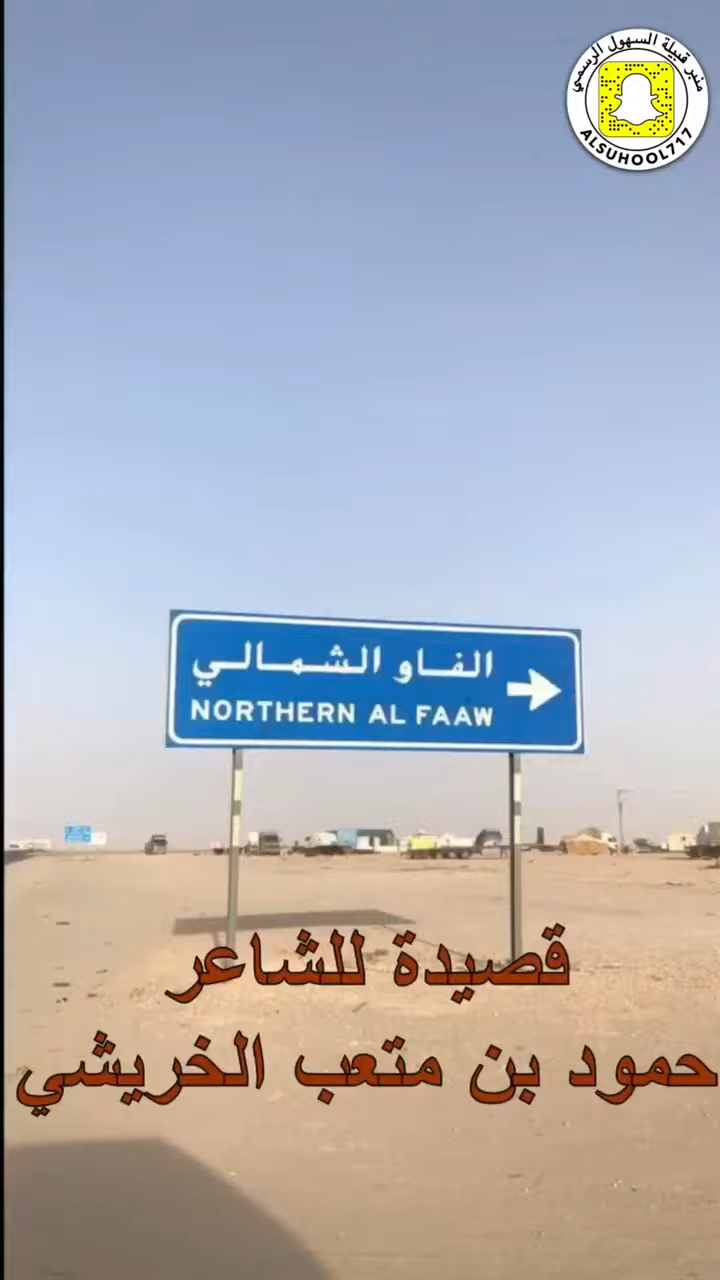 منبر قبيلة السهول الرسمي
ALSUHOOL717
الفاو الشمالي
NORTHERN AL FAAW
قصيدة للشاعر
حمود بن متعب الخريشي